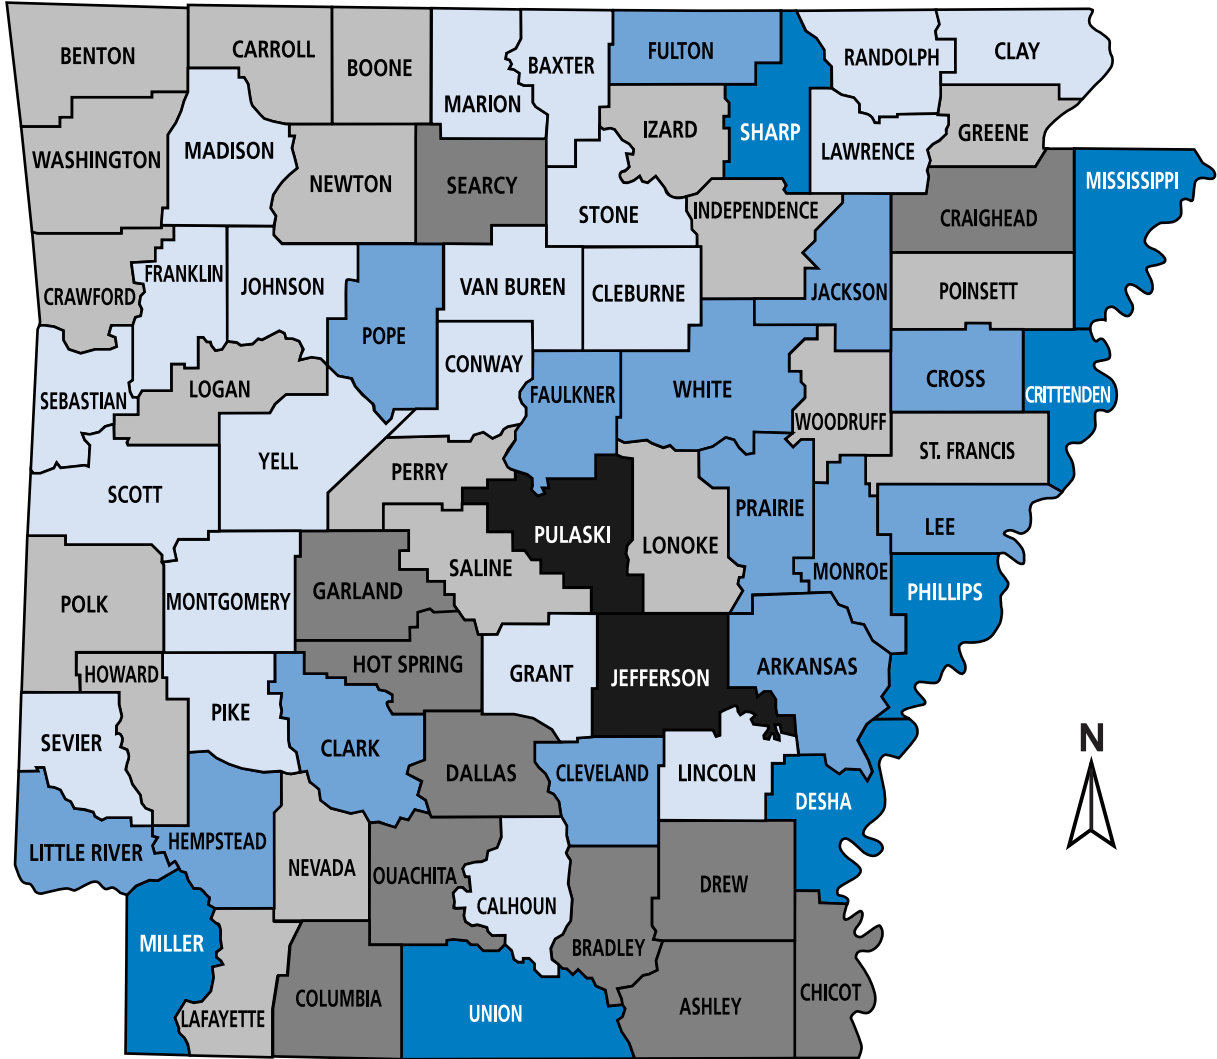 BENTON
CARROLL
BOONE
MARION
BAXTER
FULTON
SHARP
RANDOLPH
CLAY
WASHINGTON
MADISON
NEWTON
SEARCY
STONE
IZARD
LAWRENCE
GREENE
CRAWFORD
FRANKLIN
JOHNSON
POPE
VAN BUREN
CLEBURNE
INDEPENDENCE
JACKSON
CRAIGHEAD
MISSISSIPPI
POINSETT
SEBASTIAN
LOGAN
CONWAY
FAULKNER
WHITE
WOODRUFF
CROSS
CRITTENDEN
SCOTT
YELL
PERRY
PULASKI
LONOKE
PRAIRIE
ST. FRANCIS
LEE
MONROE
PHILLIPS
POLK
MONTGOMERY
GARLAND
SALINE
HOT SPRING
GRANT
JEFFERSON
ARKANSAS
HOWARD
PIKE
CLARK
SEVIER
DALLAS
CLEVELAND
LINCOLN
DESHA
N
LITTLE RIVER
HEMPSTEAD
NEVADA
OUACHITA
CALHOUN
BRADLEY
DREW
MILLER
LAFAYETTE
COLUMBIA
UNION
ASHLEY
CHICOT